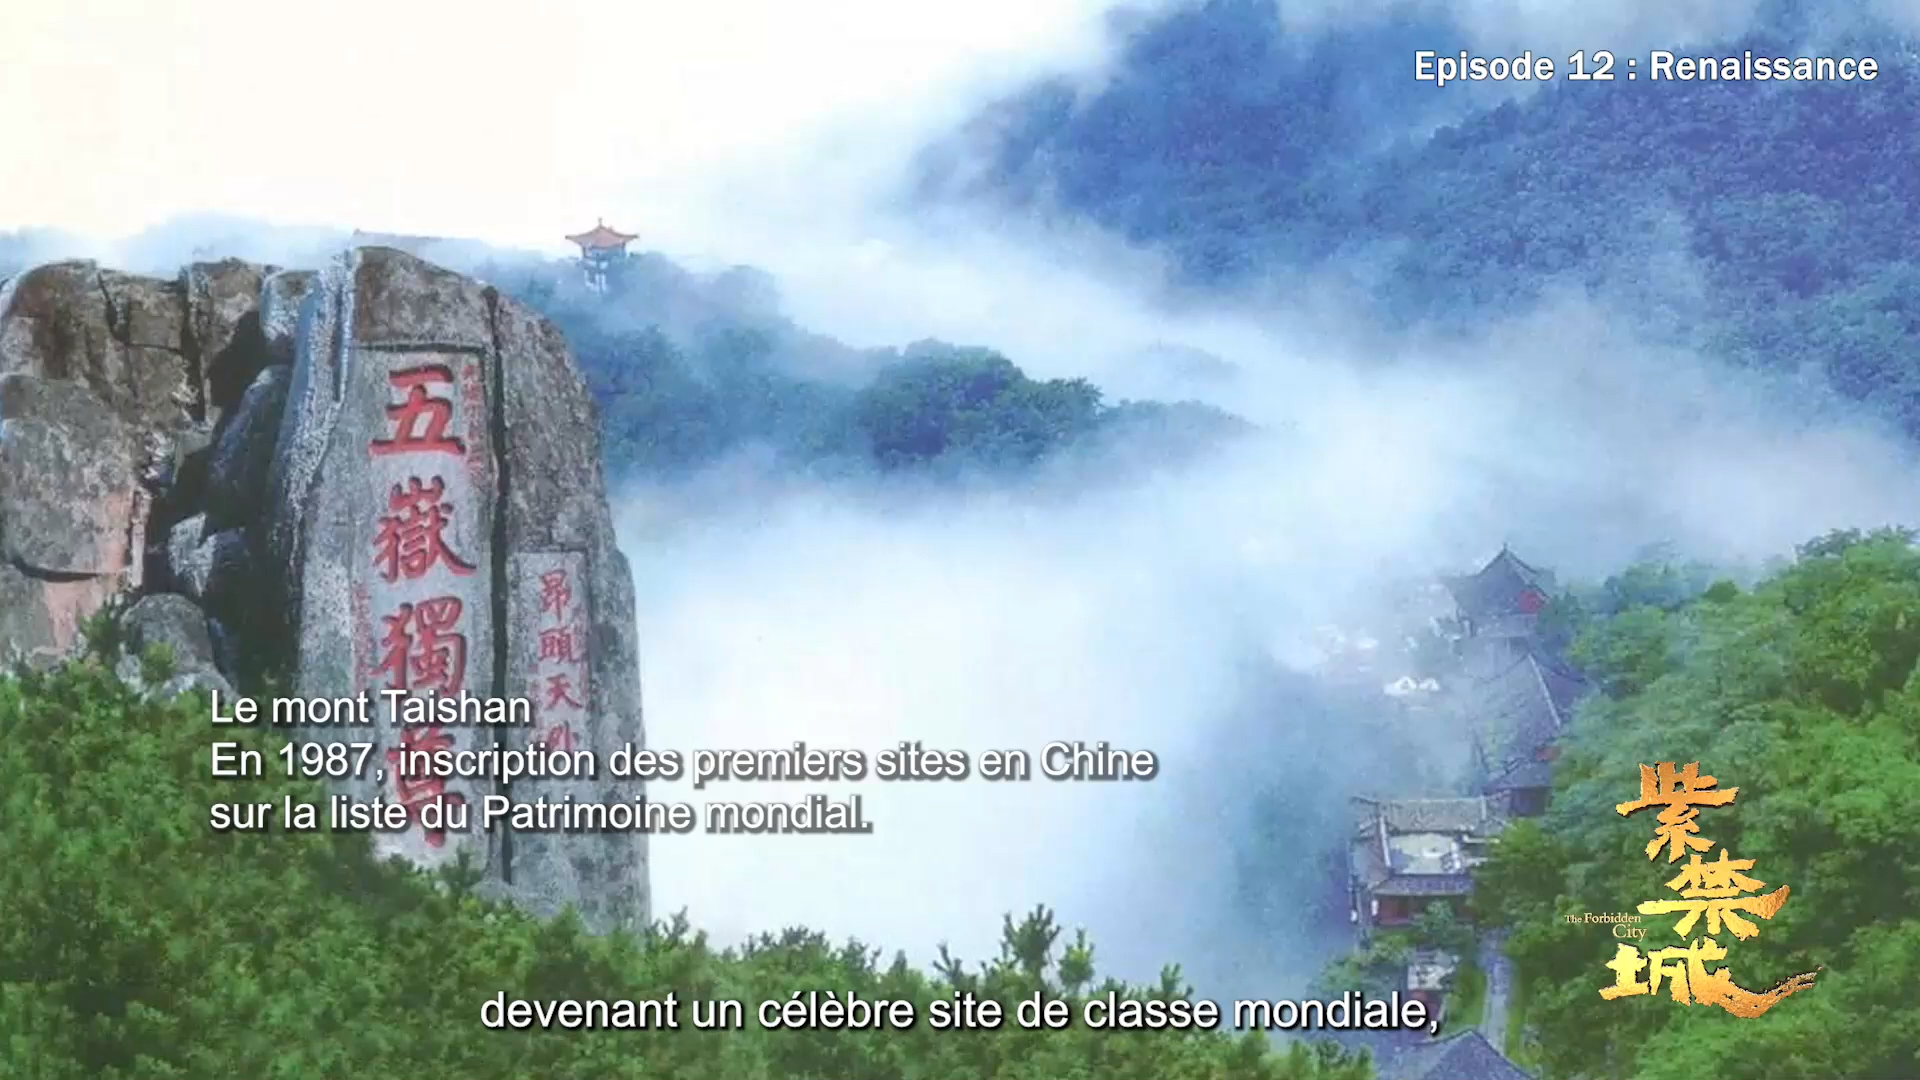 Episode 12 : Renaissance
五嶽獨尊
昂頭天外
Le mont Taishan
En 1987, inscription des premiers sites en Chine
sur la liste du Patrimoine mondial.
紫禁城
The Forbidden
City
devenant un célèbre site de classe mondiale,